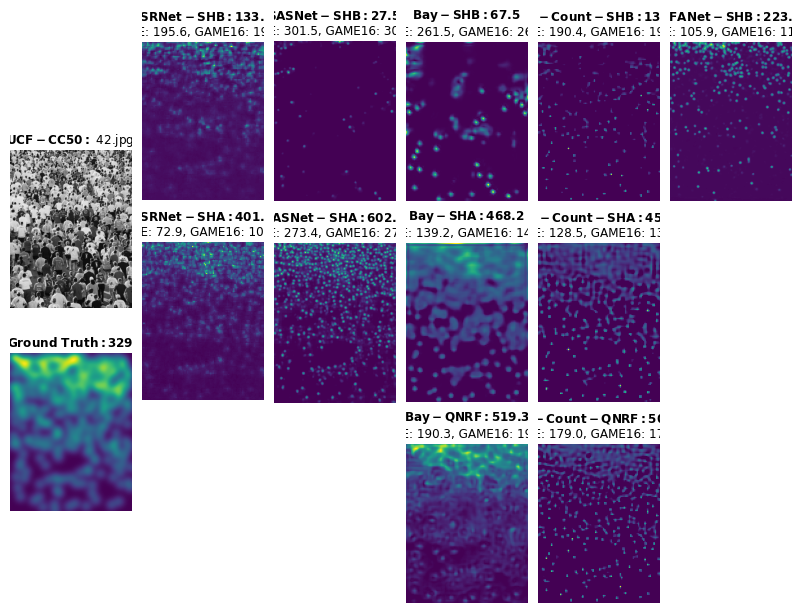 SRNet-SHB: 133.
E: 195.6, GAME16: 19
SASNet-SHB: 27.5
E: 301.5, GAME16: 30
Bay-SHB: 67.5
E: 261.5, GAME16: 26
-Count-SHB: 13
E: 190.4, GAME16: 19
FANet-SHB: 223.
E: 105.9, GAME16: 11
UCF-CC50: 42.jpg
SRNet-SHA: 401.
E: 72.9, GAME16: 10
ASNet-SHA: 602.
E: 273.4, GAME16: 27
Bay-SHA: 468.2
E: 139.2, GAME16: 14
-Count-SHA: 45
E: 128.5, GAME16: 13
Ground Truth: 329
Bay-QNRF: 519.3
E: 190.3, GAME16: 19
-Count-QNRF: 50
E: 179.0, GAME16: 17